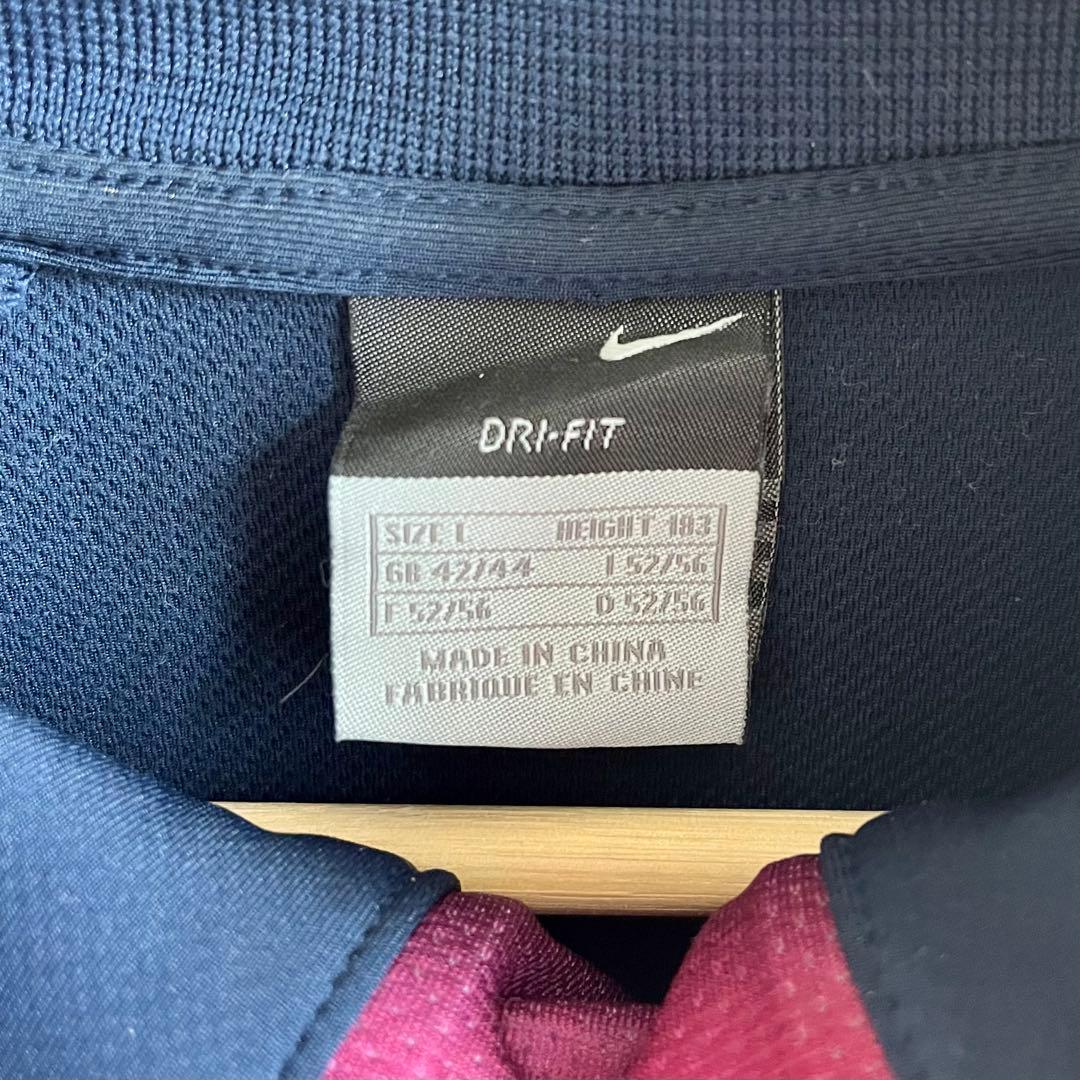 DRI-FIT
SIZE L HEIGHT 183
GB 42/44 I 52/56
F 52/56 D 52/56
MADE IN CHINA
FABRIQUE EN CHINE